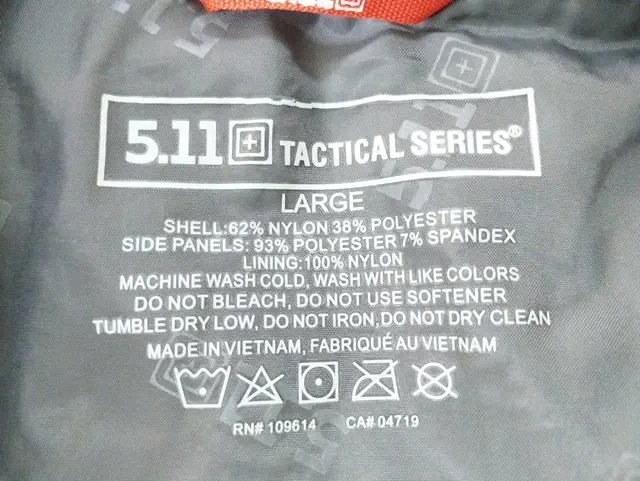 5.11 TACTICAL SERIES®
LARGE
SHELL:62% NYLON 38% POLYESTER
SIDE PANELS: 93% POLYESTER 7% SPANDEX
LINING:100% NYLON
MACHINE WASH COLD, WASH WITH LIKE COLORS
DO NOT BLEACH, DO NOT USE SOFTENER
TUMBLE DRY LOW, DO NOT IRON,DO NOT DRY CLEAN
MADE IN VIETNAM, FABRIQUÉ AU VIETNAM
RN# 109614 CA# 04719